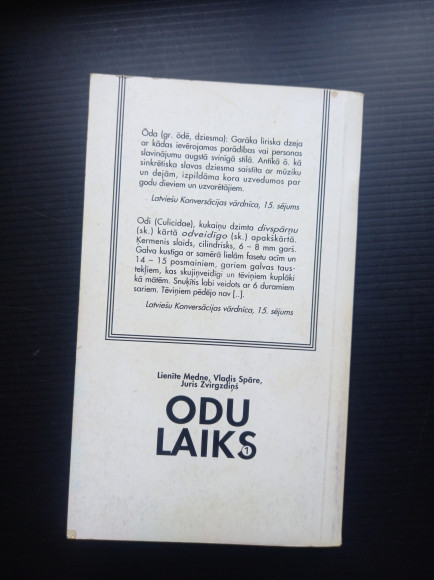 Ōda (gr. ōdē, dziesma): Garāka liriska dzeja
ar kādas ievērojamas parādības vai personas
slavinājumu augstā svinīgā stilā. Antīkā ō. kā
sinkrētiska slavas dziesma saistīta ar mūziku
un dejām, izpildāma kora uzvedumos par
godu dieviem un uzvarētājiem.
Latviešu Konversācijas vārdnīca, 15. sējums
Odi (Culicidae), kukaiņu dzimta divspārņu
(sk.) kārtā odveidīgo (sk.) apakškārtā.
Ķermenis slaids, cilindrisks, 6 – 8 mm garš.
Galva kustīga ar samērā lielām fasetu acīm un
14 – 15 posmainiem, gariem galvas taus-
tekļiem, kas skujiņveidīgi un tēviņiem kuplāki
kā mātēm. Snuķītis labi veidots ar 6 duramiem
sariem. Tēviņiem pēdējo nav [..].
Latviešu Konversācijas vārdnīca, 15. sējums
Lienīte Medne, Vladis Spāre,
Juris Zvirgzdiņš
ODU
LAIKS
1